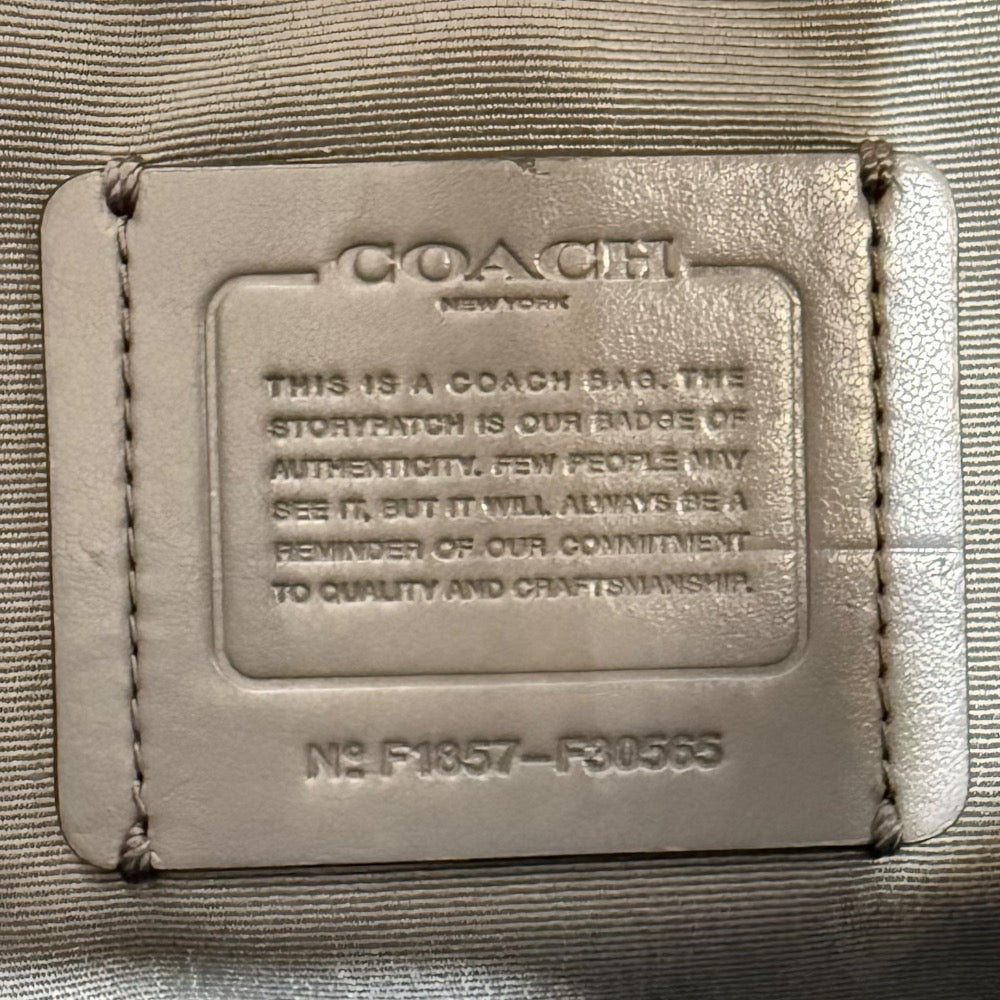 COACH
NEW YORK
THIS IS A COACH BAG. THE
STORYPATCH IS OUR BADGE OF
AUTHENTICITY. FEW PEOPLE MAY
SEE IT, BUT IT WILL ALWAYS BE A
REMINDER OF OUR COMMITMENT
TO QUALITY AND CRAFTSMANSHIP.
Nº F1857-F30565